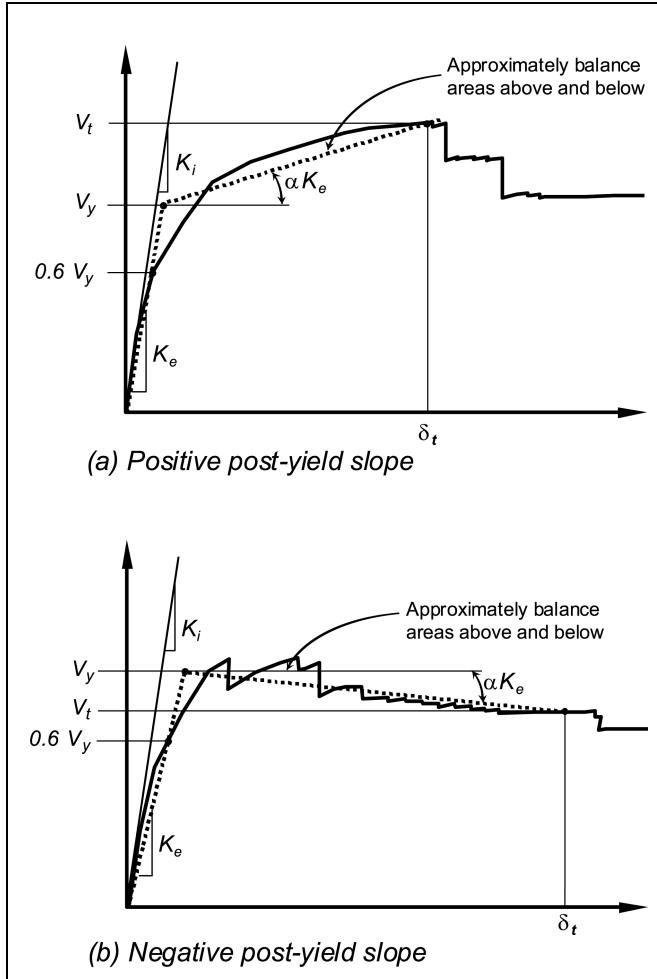 Approximately balance
areas above and below
V_t
K_i
αK_e
V_y
0.6 V_y
K_e
δ_t
(a) Positive post-yield slope
Approximately balance
areas above and below
K_i
V_y
αK_e
V_t
0.6 V_y
K_e
δ_t
(b) Negative post-yield slope